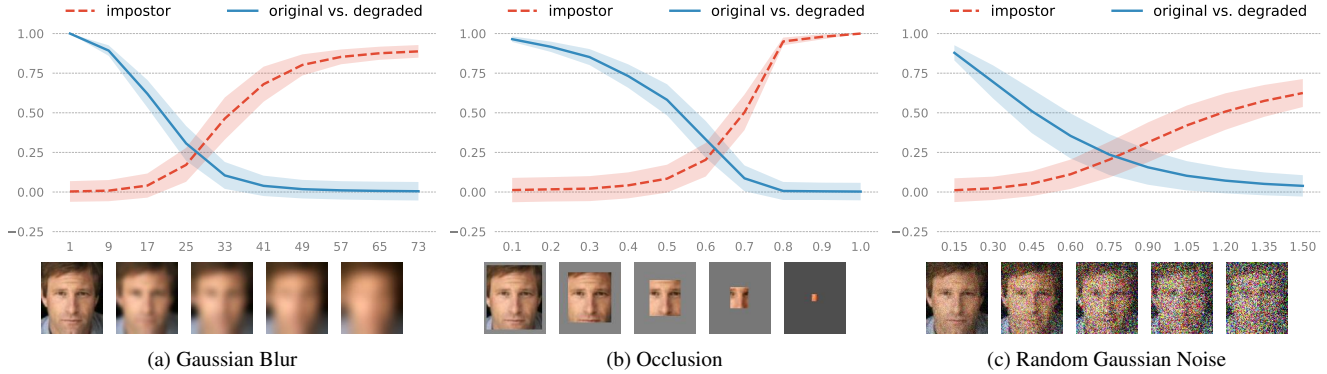 impostor original vs. degraded
1.00
0.75
0.50
0.25
0.00
−0.25
1 9 17 25 33 41 49 57 65 73
(a) Gaussian Blur
impostor original vs. degraded
1.00
0.75
0.50
0.25
0.00
−0.25
0.1 0.2 0.3 0.4 0.5 0.6 0.7 0.8 0.9 1.0
(b) Occlusion
impostor original vs. degraded
1.00
0.75
0.50
0.25
0.00
−0.25
0.15 0.30 0.45 0.60 0.75 0.90 1.05 1.20 1.35 1.50
(c) Random Gaussian Noise